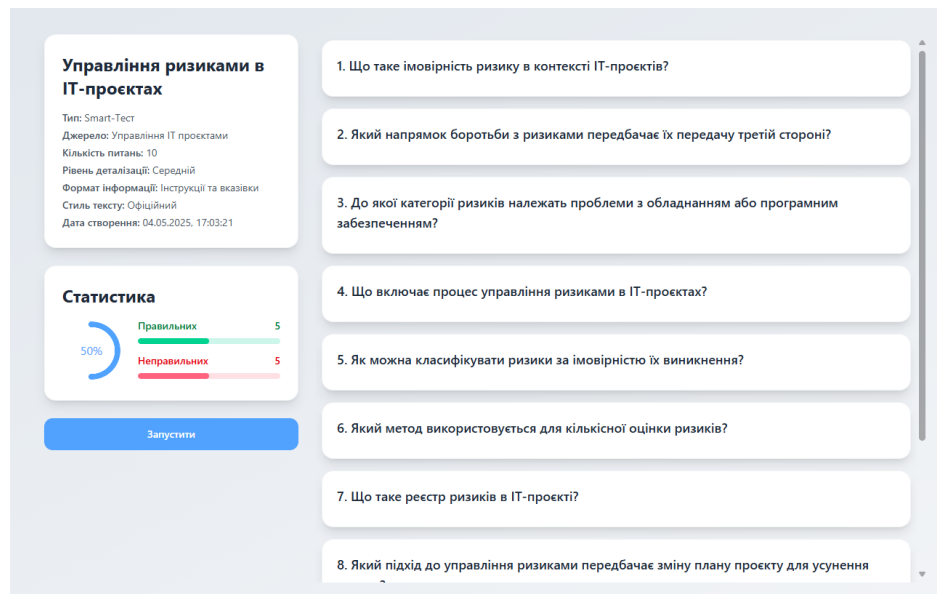 Управління ризиками в
ІТ-проєктах
Тип: Smart-Тест
Джерело: Управління ІТ проєктами
Кількість питань: 10
Рівень деталізації: Середній
Формат інформації: Інструкції та вказівки
Стиль тексту: Офіційний
Дата створення: 04.05.2025, 17:03:21
Статистика
50%
Правильних 5
Неправильних 5
Запустити
1. Що таке імовірність ризику в контексті ІТ-проєктів?
2. Який напрямок боротьби з ризиками передбачає їх передачу третій стороні?
3. До якої категорії ризиків належать проблеми з обладнанням або програмним
забезпеченням?
4. Що включає процес управління ризиками в ІТ-проєктах?
5. Як можна класифікувати ризики за імовірністю їх виникнення?
6. Який метод використовується для кількісної оцінки ризиків?
7. Що таке реєстр ризиків в ІТ-проєкті?
8. Який підхід до управління ризиками передбачає зміну плану проєкту для усунення